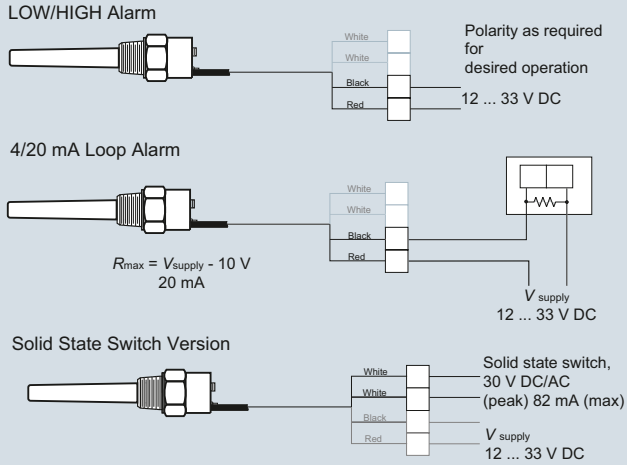 LOW/HIGH Alarm
White
White
Black
Red
Polarity as required
for
desired operation
12 ... 33 V DC
4/20 mA Loop Alarm
White
White
Black
Red
Rmax = Vsupply - 10 V
20 mA
V supply
12 ... 33 V DC
Solid State Switch Version
White
White
Black
Red
Solid state switch,
30 V DC/AC
(peak) 82 mA (max)
V supply
12 ... 33 V DC